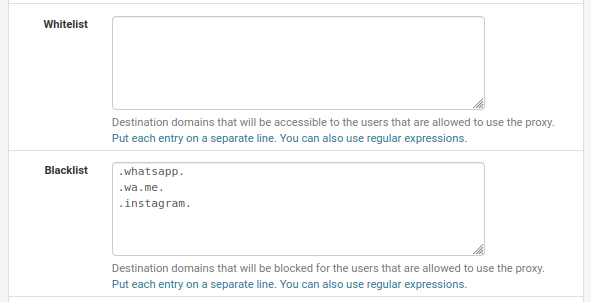 Whitelist
Destination domains that will be accessible to the users that are allowed to use the proxy.
Put each entry on a separate line. You can also use regular expressions.
Blacklist
.whatsapp.
.wa.me.
.instagram.
Destination domains that will be blocked for the users that are allowed to use the proxy.
Put each entry on a separate line. You can also use regular expressions.